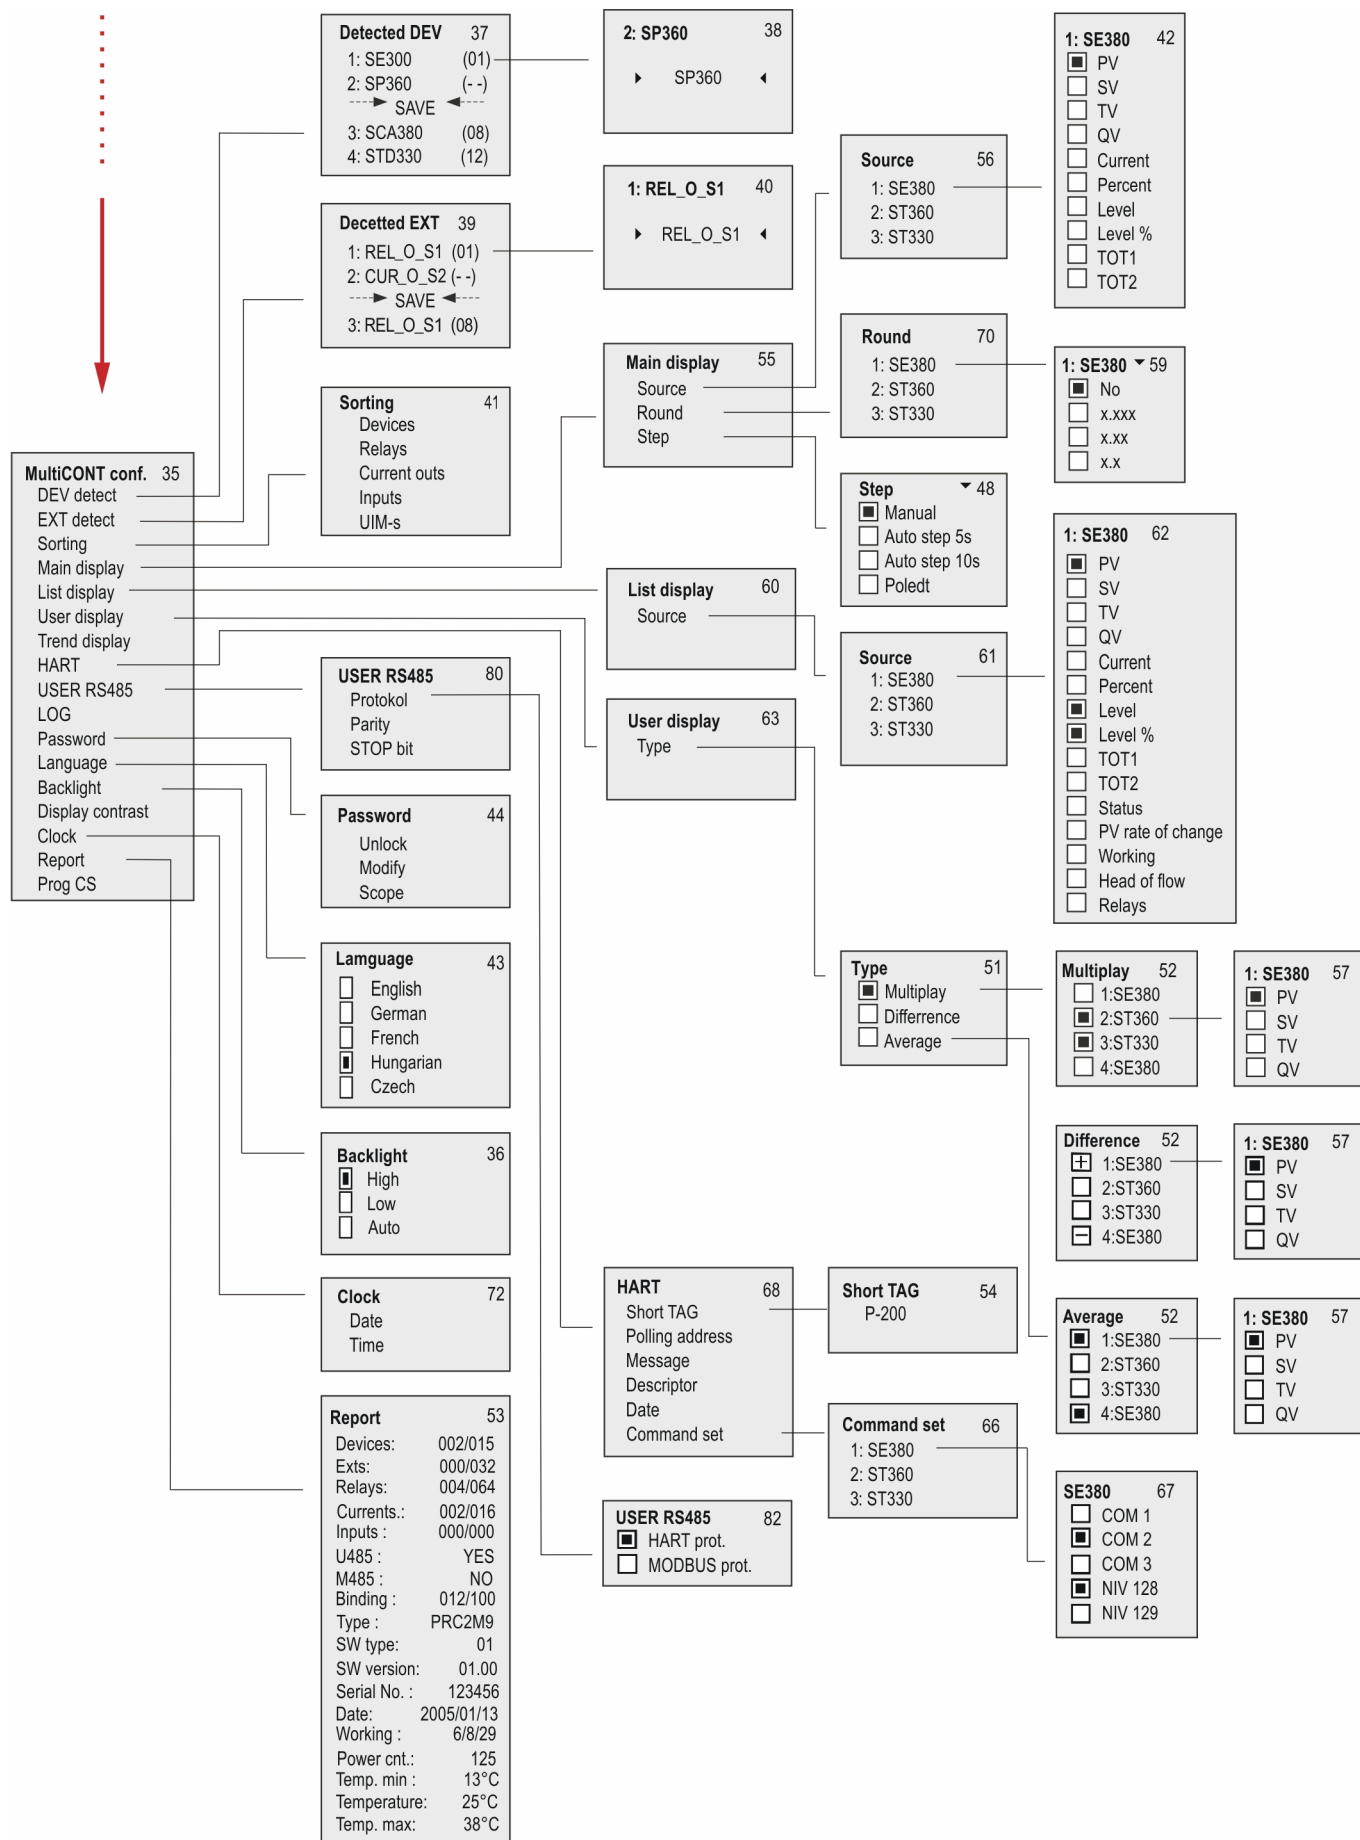 MultiCONT conf. 35
DEV detect
EXT detect
Sorting
Main display
List display
User display
Trend display
HART
USER RS485
LOG
Password
Language
Backlight
Display contrast
Clock
Report
Prog CS
Detected DEV 37
1: SE300 (01)
2: SP360 (- -)
SAVE
3: SCA380 (08)
4: STD330 (12)
Decetted EXT 39
1: REL_O_S1 (01)
2: CUR_O_S2 (- -)
SAVE
3: REL_O_S1 (08)
Sorting 41
Devices
Relays
Current outs
Inputs
UIM-s
USER RS485 80
Protokol
Parity
STOP bit
Password 44
Unlock
Modify
Scope
Lamguage 43
English
German
French
Hungarian
Czech
Backlight 36
High
Low
Auto
Clock 72
Date
Time
Report 53
Devices: 002/015
Exts: 000/032
Relays: 004/064
Currents.: 002/016
Inputs : 000/000
U485 : YES
M485 : NO
Binding : 012/100
Type : PRC2M9
SW type: 01
SW version: 01.00
Serial No. : 123456
Date: 2005/01/13
Working : 6/8/29
Power cnt.: 125
Temp. min : 13°C
Temperature: 25°C
Temp. max: 38°C
2: SP360 38
SP360
1: REL_O_S1 40
REL_O_S1
Main display 55
Source
Round
Step
List display 60
Source
User display 63
Type
HART 68
Short TAG
Polling address
Message
Descriptor
Date
Command set
USER RS485 82
HART prot.
MODBUS prot.
Source 56
1: SE380
2: ST360
3: ST330
Round 70
1: SE380
2: ST360
3: ST330
Step 48
Manual
Auto step 5s
Auto step 10s
Poledt
Source 61
1: SE380
2: ST360
3: ST330
Type 51
Multiplay
Differrence
Average
Short TAG 54
P-200
Command set 66
1: SE380
2: ST360
3: ST330
1: SE380 42
PV
SV
TV
QV
Current
Percent
Level
Level %
TOT1
TOT2
1: SE380 59
No
x.xxx
x.xx
x.x
1: SE380 62
PV
SV
TV
QV
Current
Percent
Level
Level %
TOT1
TOT2
Status
PV rate of change
Working
Head of flow
Relays
Multiplay 52
1:SE380
2:ST360
3:ST330
4:SE380
1: SE380 57
PV
SV
TV
QV
Difference 52
1:SE380
2:ST360
3:ST330
4:SE380
1: SE380 57
PV
SV
TV
QV
Average 52
1:SE380
2:ST360
3:ST330
4:SE380
1: SE380 57
PV
SV
TV
QV
SE380 67
COM 1
COM 2
COM 3
NIV 128
NIV 129